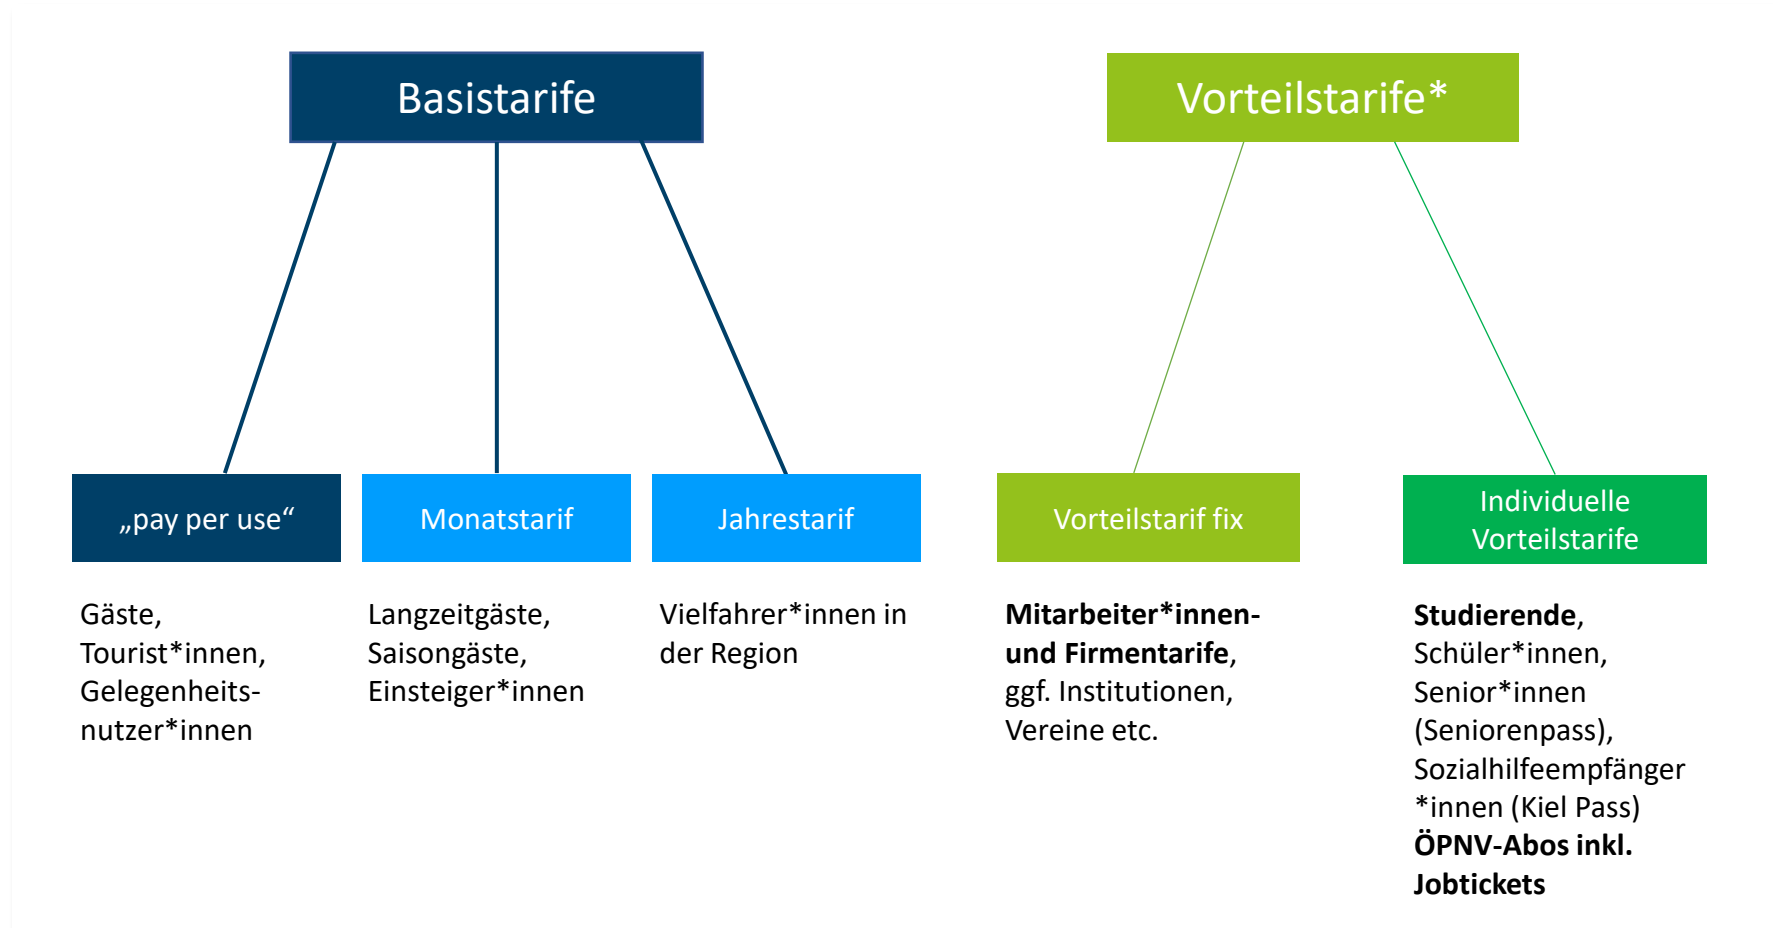 Basistarife
Vorteilstarife*
„pay per use“
Monatstarif
Jahrestarif
Vorteilstarif fix
Individuelle
Vorteilstarife
Gäste,
Tourist*innen,
Gelegenheits-
nutzer*innen
Langzeitgäste,
Saisongäste,
Einsteiger*innen
Vielfahrer*innen in
der Region
Mitarbeiter*innen-
und Firmentarife,
ggf. Institutionen,
Vereine etc.
Studierende,
Schüler*innen,
Senior*innen
(Seniorenpass),
Sozialhilfeempfänger
*innen (Kiel Pass)
ÖPNV-Abos inkl.
Jobtickets